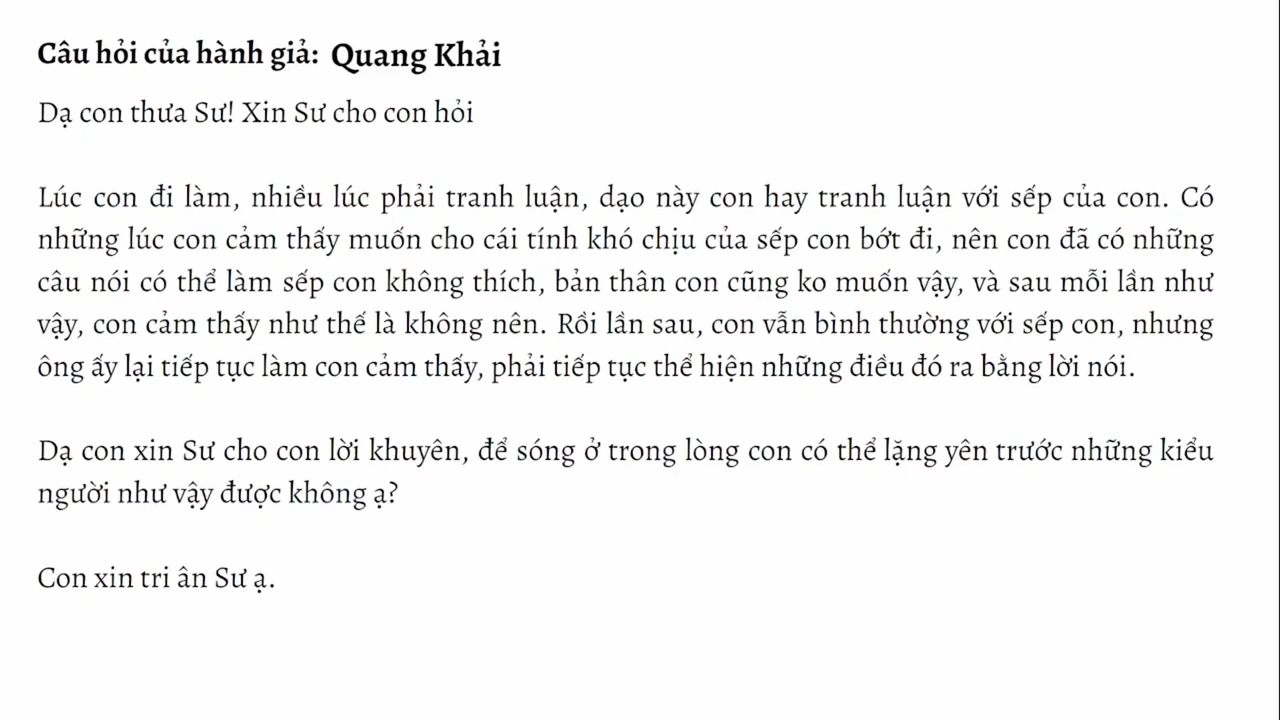 Câu hỏi của hành giả: Quang Khải
Dạ con thưa Sư! Xin Sư cho con hỏi
Lúc con đi làm, nhiều lúc phải tranh luận, dạo này con hay tranh luận với sếp của con. Có
những lúc con cảm thấy muốn cho cái tính khó chịu của sếp con bớt đi, nên con đã có những
câu nói có thể làm sếp con không thích, bản thân con cũng ko muốn vậy, và sau mỗi lần như
vậy, con cảm thấy như thế là không nên. Rồi lần sau, con vẫn bình thường với sếp con, nhưng
ông ấy lại tiếp tục làm con cảm thấy, phải tiếp tục thể hiện những điều đó ra bằng lời nói.
Dạ con xin Sư cho con lời khuyên, để sóng ở trong lòng con có thể lặng yên trước những kiểu
người như vậy được không ạ?
Con xin tri ân Sư ạ.